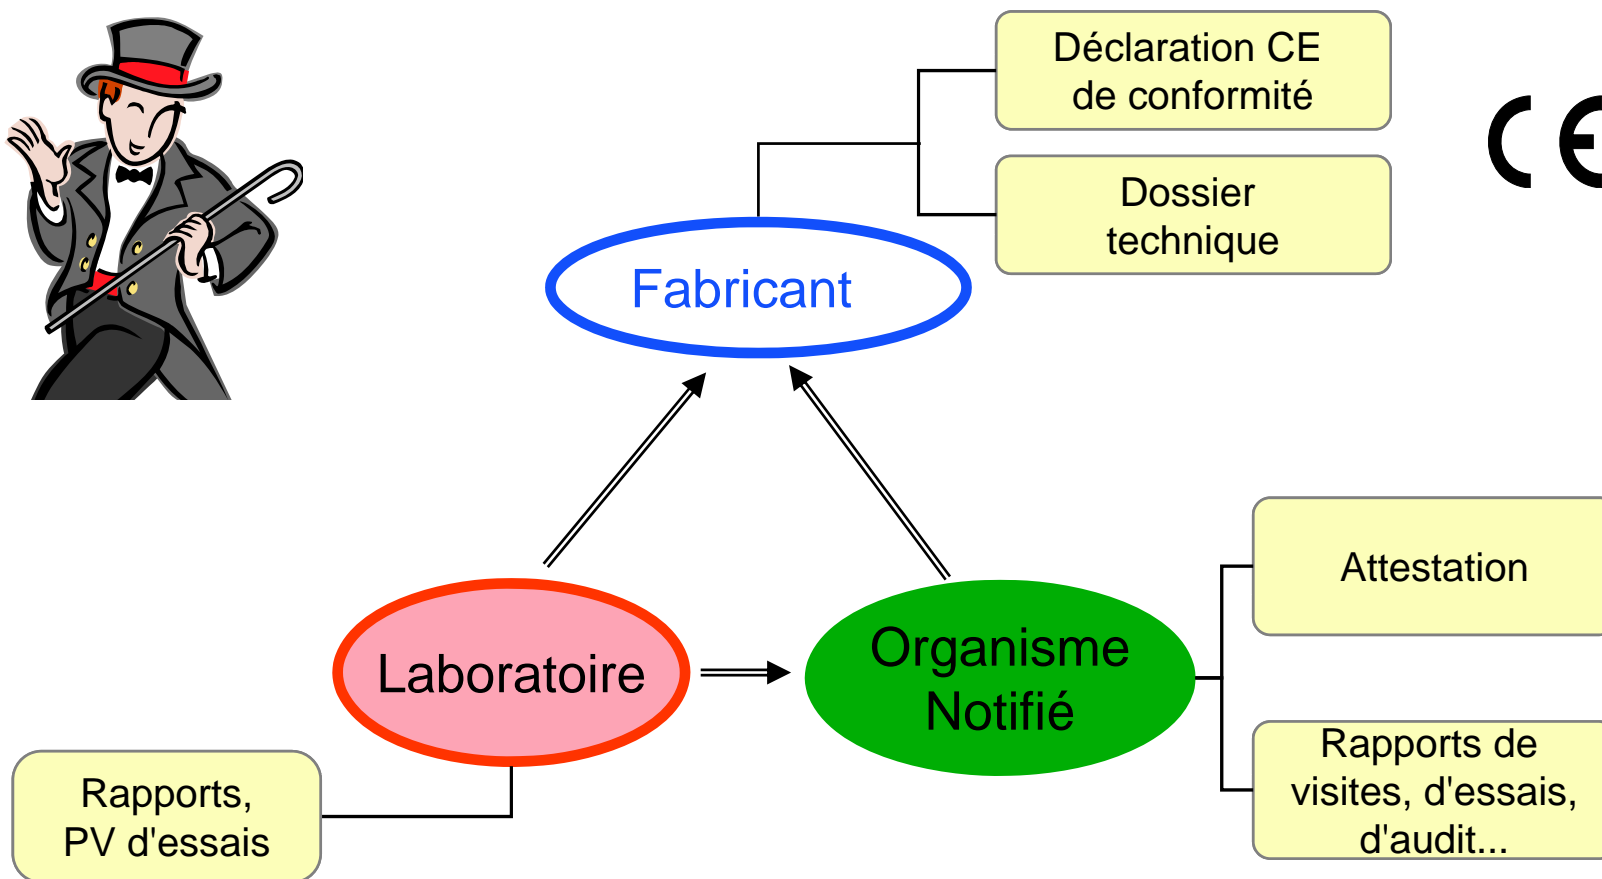 Déclaration CE
de conformité
CE
Dossier
technique
Fabricant
Attestation
Organisme
Notifié
Laboratoire
Rapports de
visites, d'essais,
d'audit...
Rapports,
PV d'essais